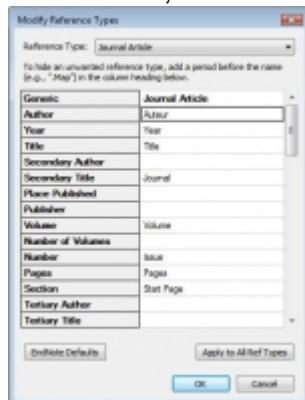 Modify Reference Types
Reference Type: Journal Article
To hide an unwanted reference type, add a period before the name
(e.g., ".Map") in the column heading below.
Generic Journal Article
Author Auteur
Year Year
Title Title
Secondary Author
Secondary Title Journal
Place Published
Publisher
Volume Volume
Number of Volumes
Number Issue
Pages Pages
Section Start Page
Tertiary Author
Tertiary Title
EndNote Defaults Apply to All Ref Types
OK Cancel